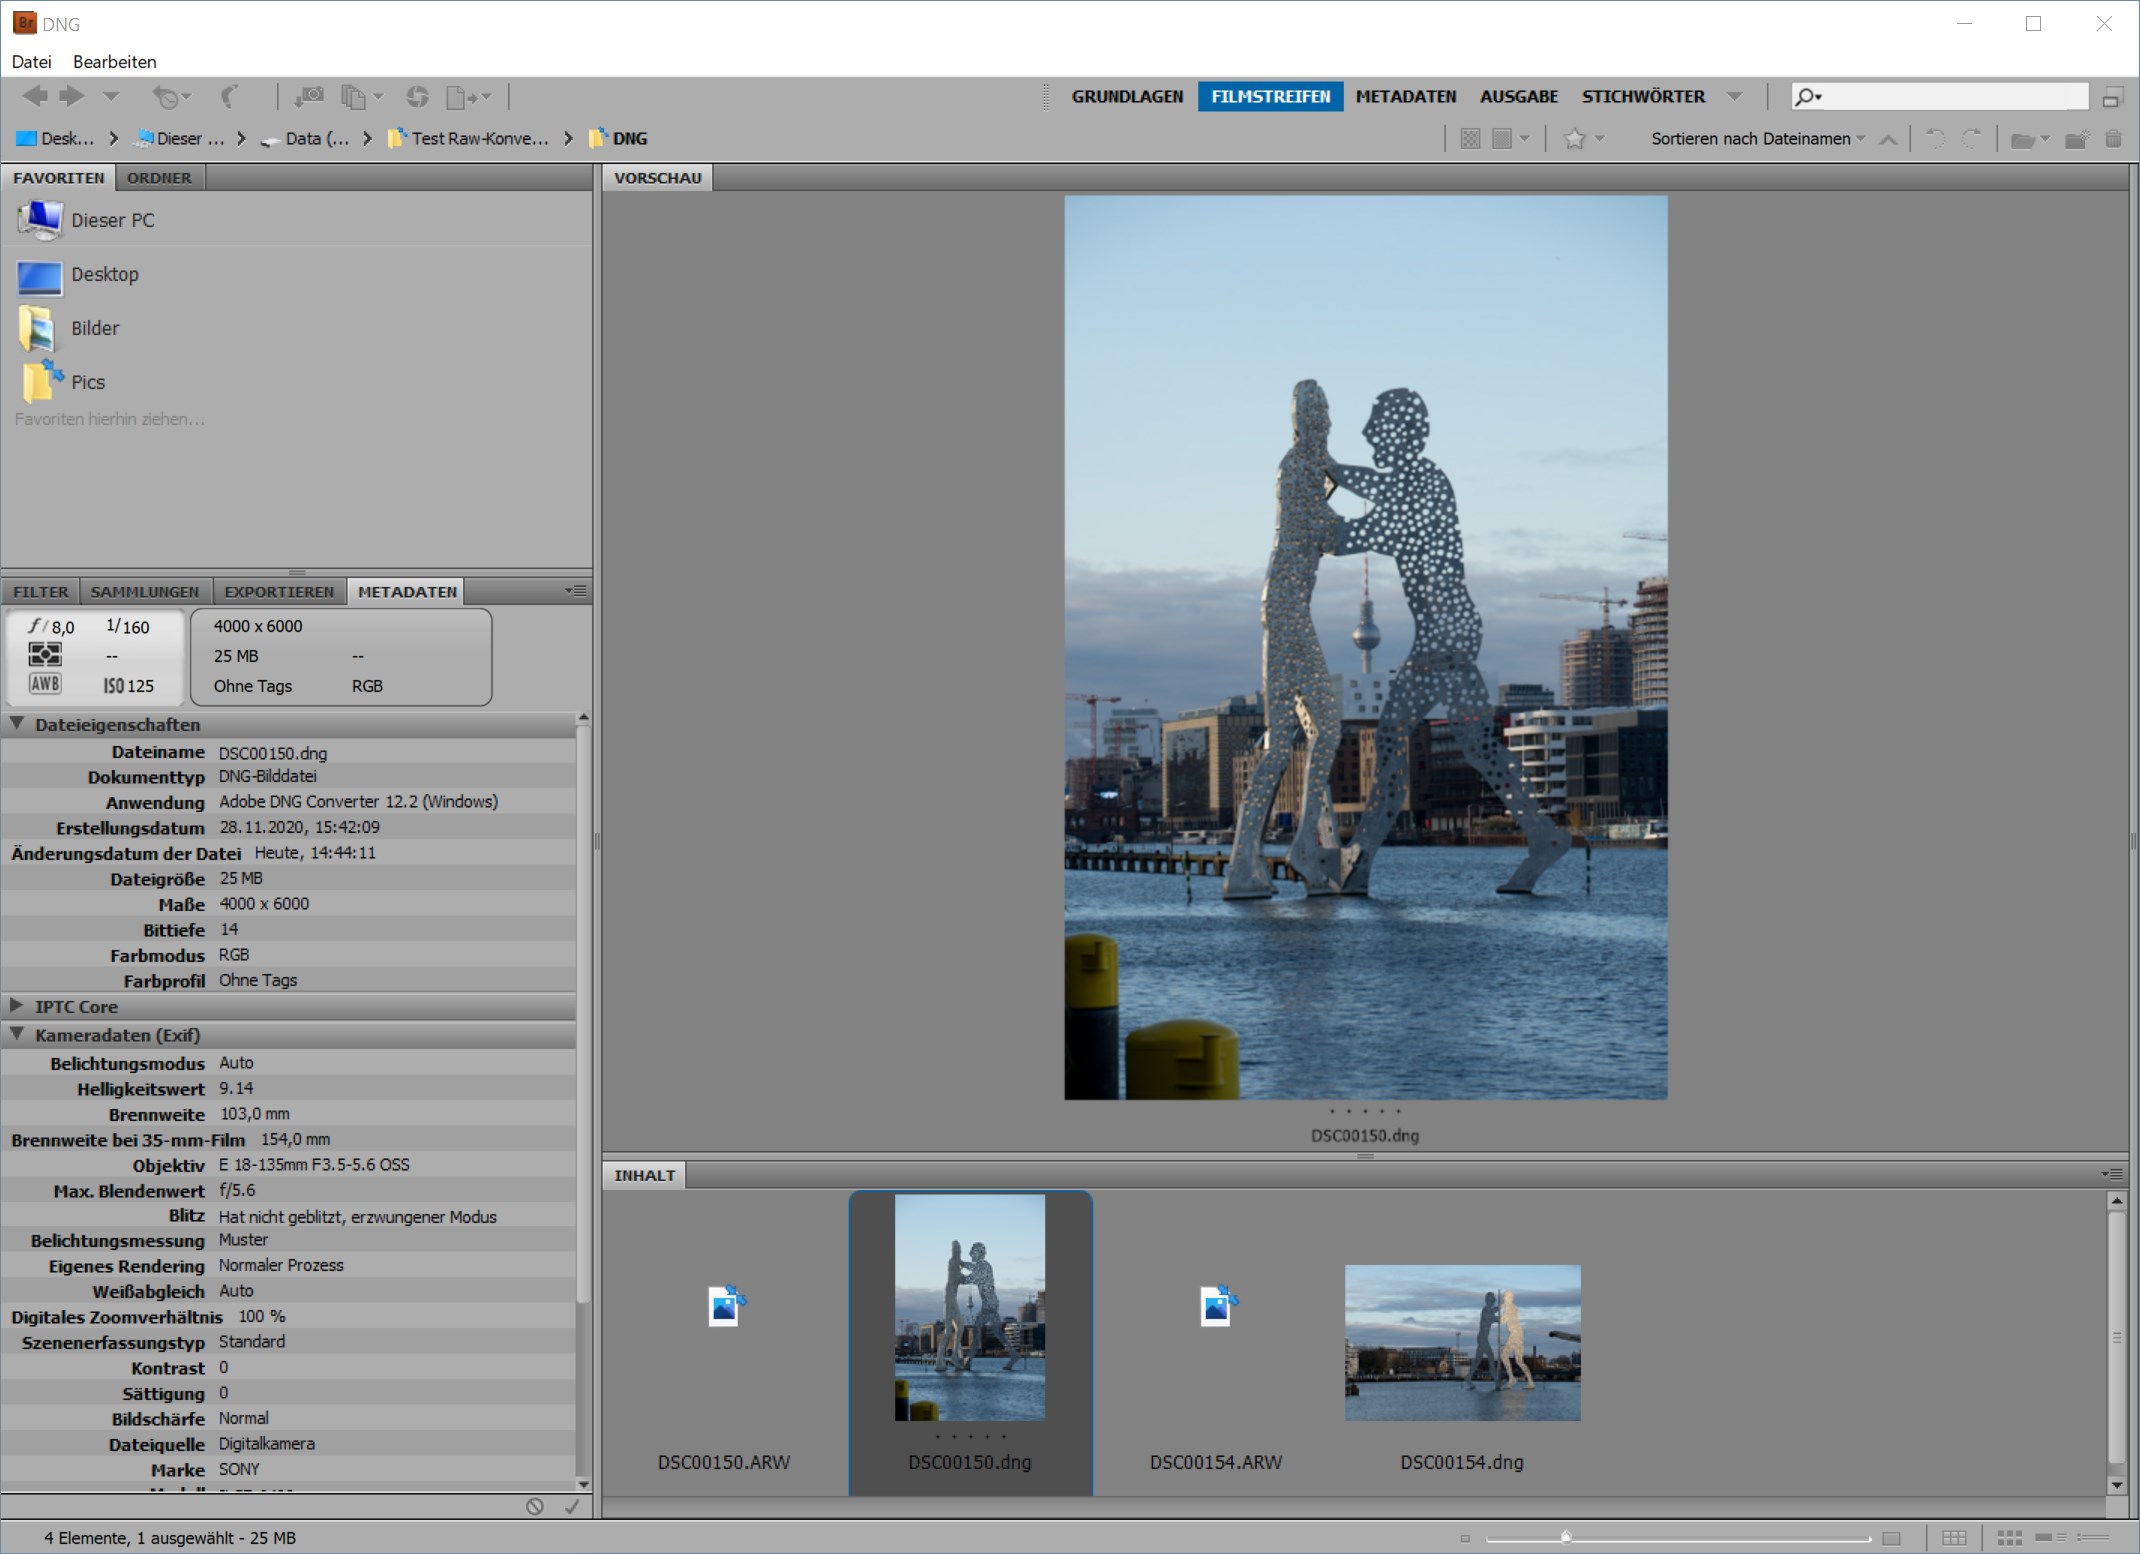 Br DNG
Datei Bearbeiten
GRUNDLAGEN FILMSTREIFEN METADATEN AUSGABE STICHWÖRTER
Desk... Dieser ... Data (... Test Raw-Konve... DNG
Sortieren nach Dateinamen
FAVORITEN ORDNER
Dieser PC
Desktop
Bilder
Pics
Favoriten hierhin ziehen...
FILTER SAMMLUNGEN EXPORTIEREN METADATEN
f/ 8,0 1/160
--
AWB ISO 125
4000 x 6000
25 MB --
Ohne Tags RGB
Dateieigenschaften
Dateiname DSC00150.dng
Dokumenttyp DNG-Bilddatei
Anwendung Adobe DNG Converter 12.2 (Windows)
Erstellungsdatum 28.11.2020, 15:42:09
Änderungsdatum der Datei Heute, 14:44:11
Dateigröße 25 MB
Maße 4000 x 6000
Bittiefe 14
Farbmodus RGB
Farbprofil Ohne Tags
IPTC Core
Kameradaten (Exif)
Belichtungsmodus Auto
Helligkeitswert 9.14
Brennweite 103,0 mm
Brennweite bei 35-mm-Film 154,0 mm
Objektiv E 18-135mm F3.5-5.6 OSS
Max. Blendenwert f/5.6
Blitz Hat nicht geblitzt, erzwungener Modus
Belichtungsmessung Muster
Eigenes Rendering Normaler Prozess
Weißabgleich Auto
Digitales Zoomverhältnis 100 %
Szenenerfassungstyp Standard
Kontrast 0
Sättigung 0
Bildschärfe Normal
Dateiquelle Digitalkamera
Marke SONY
4 Elemente, 1 ausgewählt - 25 MB
VORSCHAU
DSC00150.dng
INHALT
DSC00150.ARW
DSC00150.dng
DSC00154.ARW
DSC00154.dng